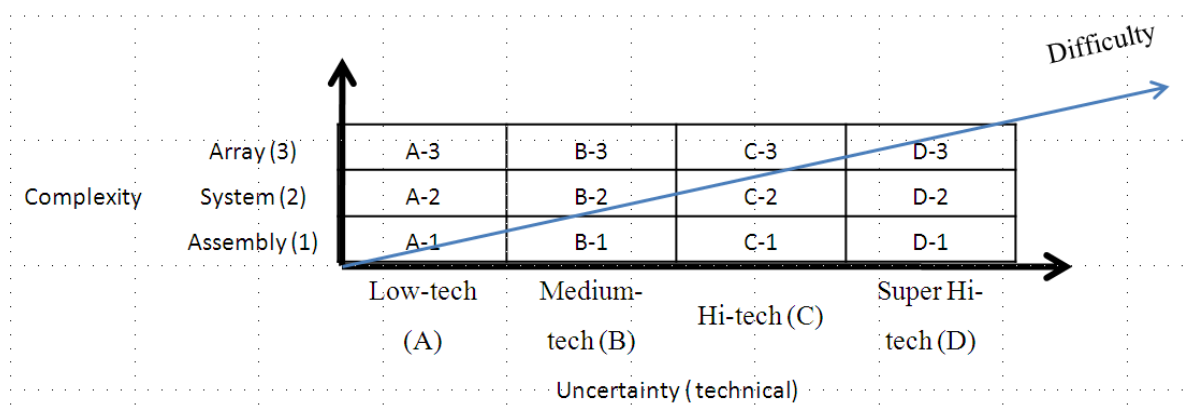 Difficulty
Array (3) A-3 B-3 C-3 D-3
Complexity System (2) A-2 B-2 C-2 D-2
Assembly (1) A-1 B-1 C-1 D-1
Low-tech
(A)
Medium-
tech (B)
Hi-tech (C)
Super Hi-
tech (D)
Uncertainty (technical)